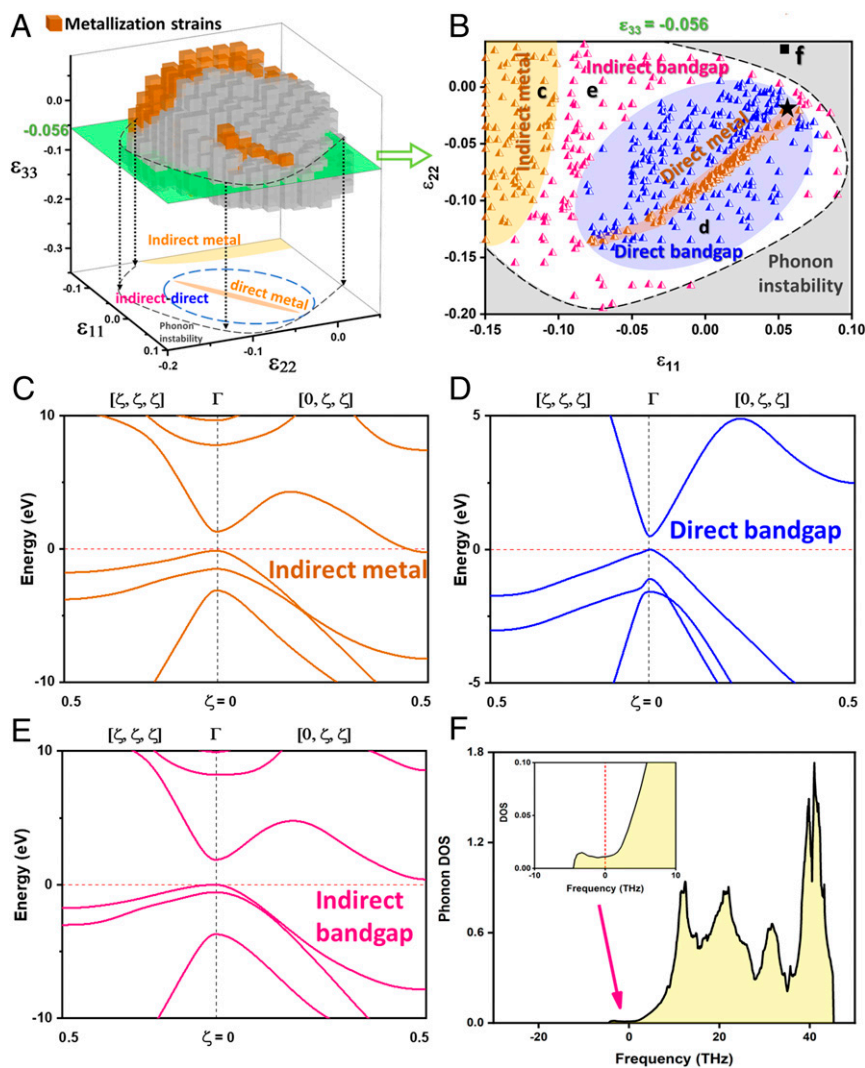 A
Metallization strains
0.0
-0.056
-0.1
ε33
-0.2
-0.3
Indirect metal
indirect-direct
direct metal
Phonon
instability
-0.1
ε11
0.0
0.1
-0.2
-0.1
0.0
ε22
B
ε33 = -0.056
Indirect metal
c
e
Indirect bandgap
f
Direct metal
d
Direct bandgap
Phonon
instability
ε22
0.00
-0.05
-0.10
-0.15
-0.20
-0.15
-0.10
-0.05
0.00
0.05
0.10
ε11
C
[ζ, ζ, ζ] Γ [0, ζ, ζ]
10
Energy (eV)
0
Indirect metal
-10
0.5 ζ = 0 0.5
D
[ζ, ζ, ζ] Γ [0, ζ, ζ]
5
Energy (eV)
0
Direct bandgap
-5
0.5 ζ = 0 0.5
E
[ζ, ζ, ζ] Γ [0, ζ, ζ]
10
Energy (eV)
0
Indirect
bandgap
-10
0.5 ζ = 0 0.5
F
1.8
1.2
Phonon DOS
0.6
0.0
0.10
DOS
0.05
0.00
-10 0 10
Frequency (THz)
-20 0 20 40
Frequency (THz)